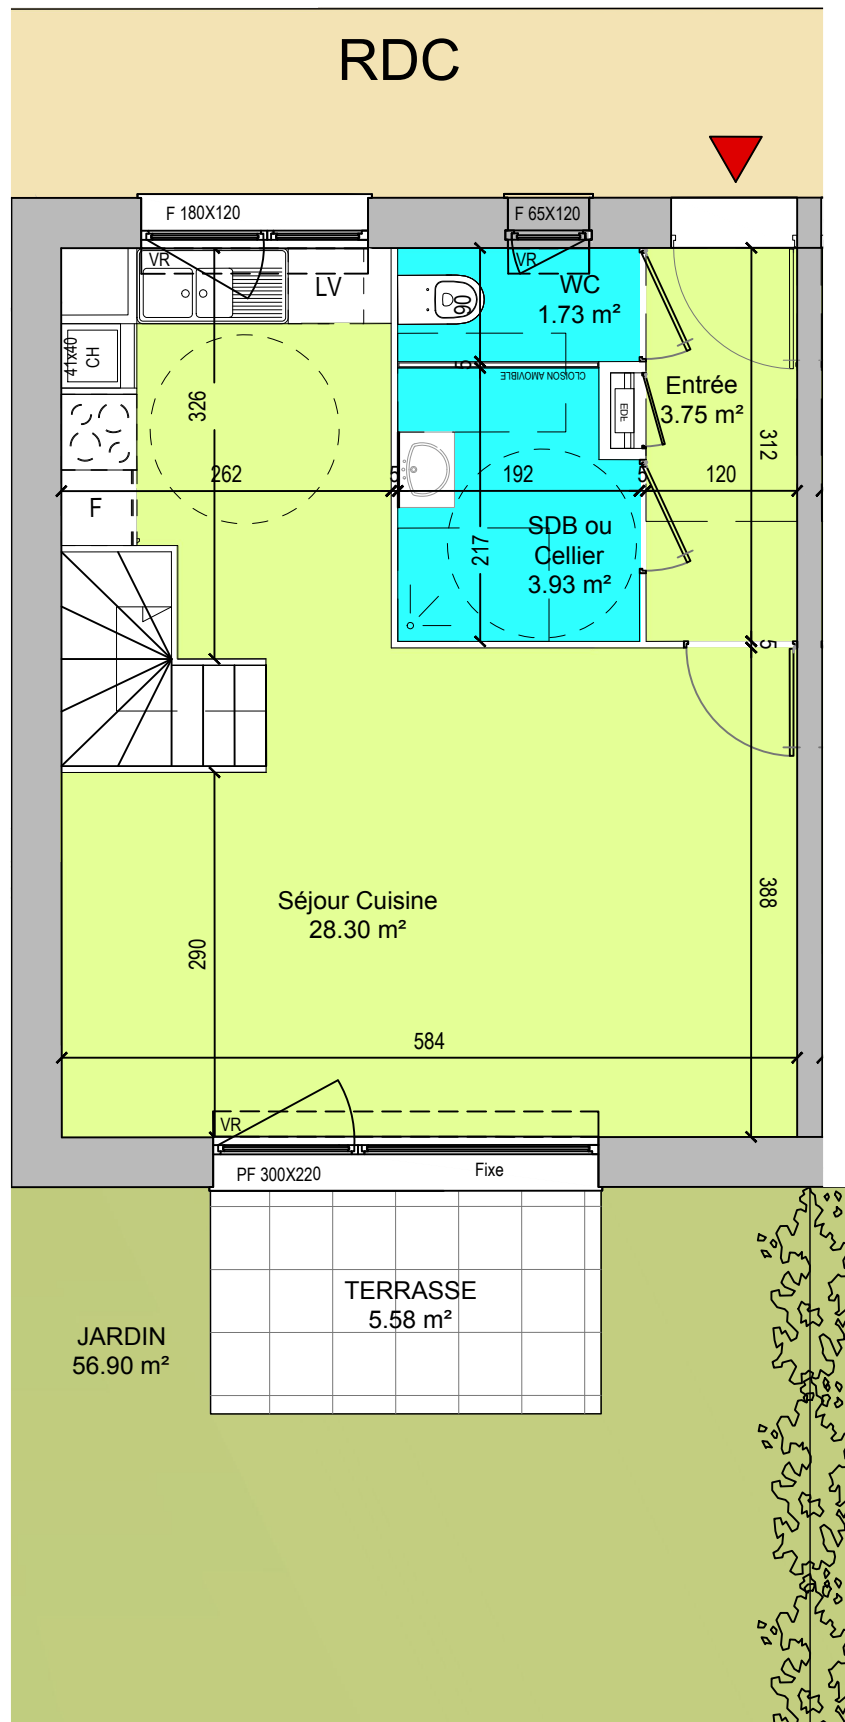 RDC
F 180X120
F 65X120
VR
VR
LV
WC
1.73 m²
90
41x40
CH
5
CLOISON AMOVIBLE
EDF
Entrée
3.75 m²
326
312
262
5
192
5
120
F
SDB ou
Cellier
3.93 m²
217
5
Séjour Cuisine
28.30 m²
388
290
584
VR
PF 300X220
Fixe
TERRASSE
5.58 m²
JARDIN
56.90 m²